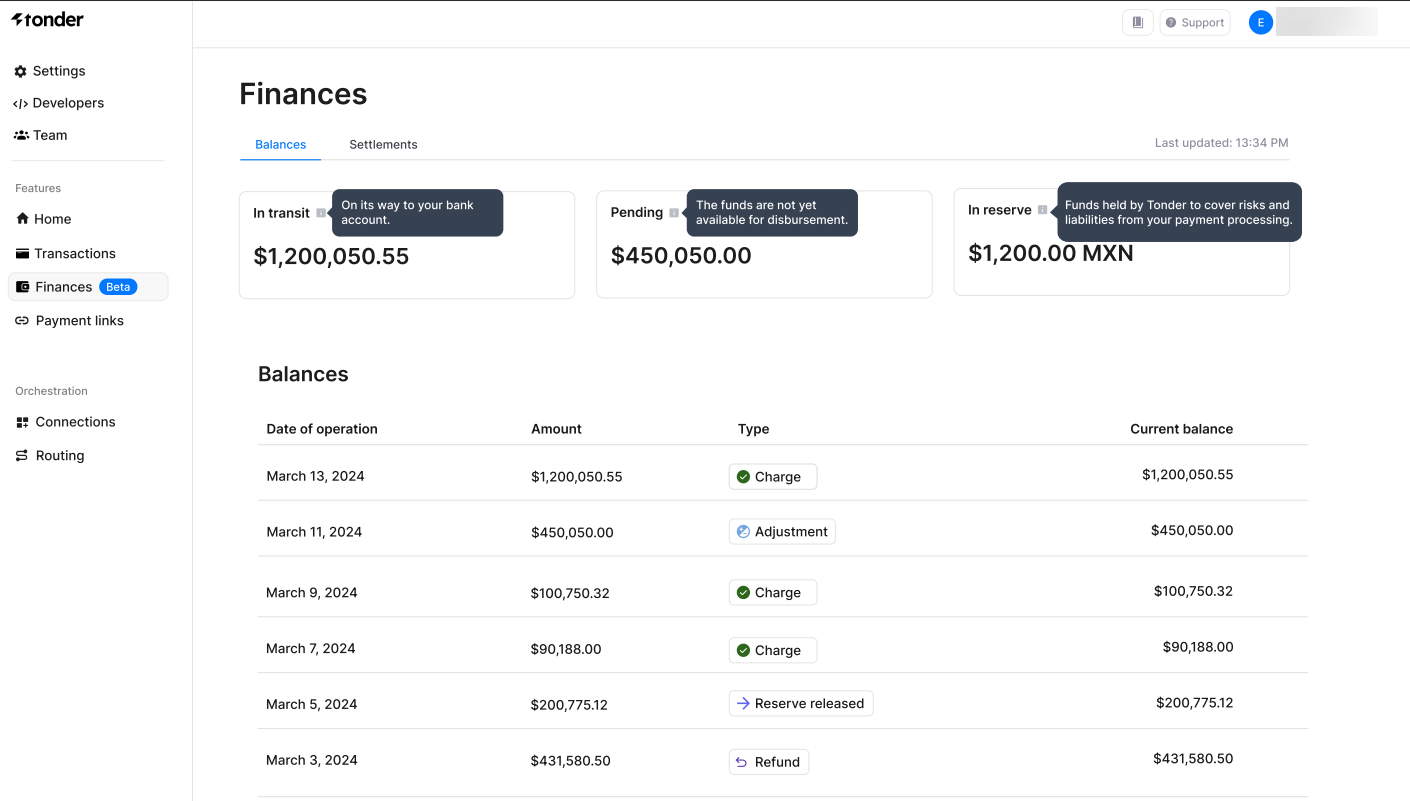 tonder
Support
E
Settings
Developers
Team
Features
Home
Transactions
Finances Beta
Payment links
Orchestration
Connections
Routing
Finances
Balances Settlements Last updated: 13:34 PM
In transit
On its way to your bank
account.
$1,200,050.55
Pending
The funds are not yet
available for disbursement.
$450,050.00
In reserve
Funds held by Tonder to cover risks and
liabilities from your payment processing.
$1,200.00 MXN
Balances
Date of operation Amount Type Current balance
March 13, 2024 $1,200,050.55 Charge $1,200,050.55
March 11, 2024 $450,050.00 Adjustment $450,050.00
March 9, 2024 $100,750.32 Charge $100,750.32
March 7, 2024 $90,188.00 Charge $90,188.00
March 5, 2024 $200,775.12 Reserve released $200,775.12
March 3, 2024 $431,580.50 Refund $431,580.50